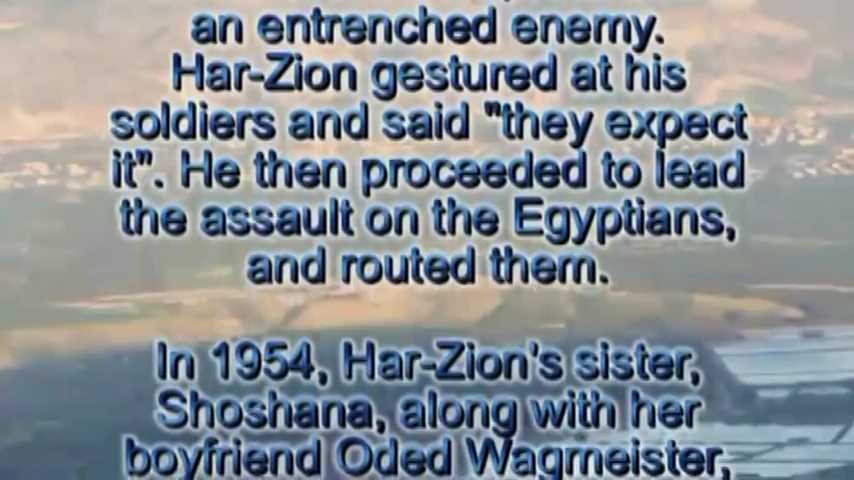 an entrenched enemy.
Har-Zion gestured at his
soldiers and said "they expect
it". He then proceeded to lead
the assault on the Egyptians,
and routed them.
In 1954, Har-Zion's sister,
Shoshana, along with her
boyfriend Oded Wagmeister,